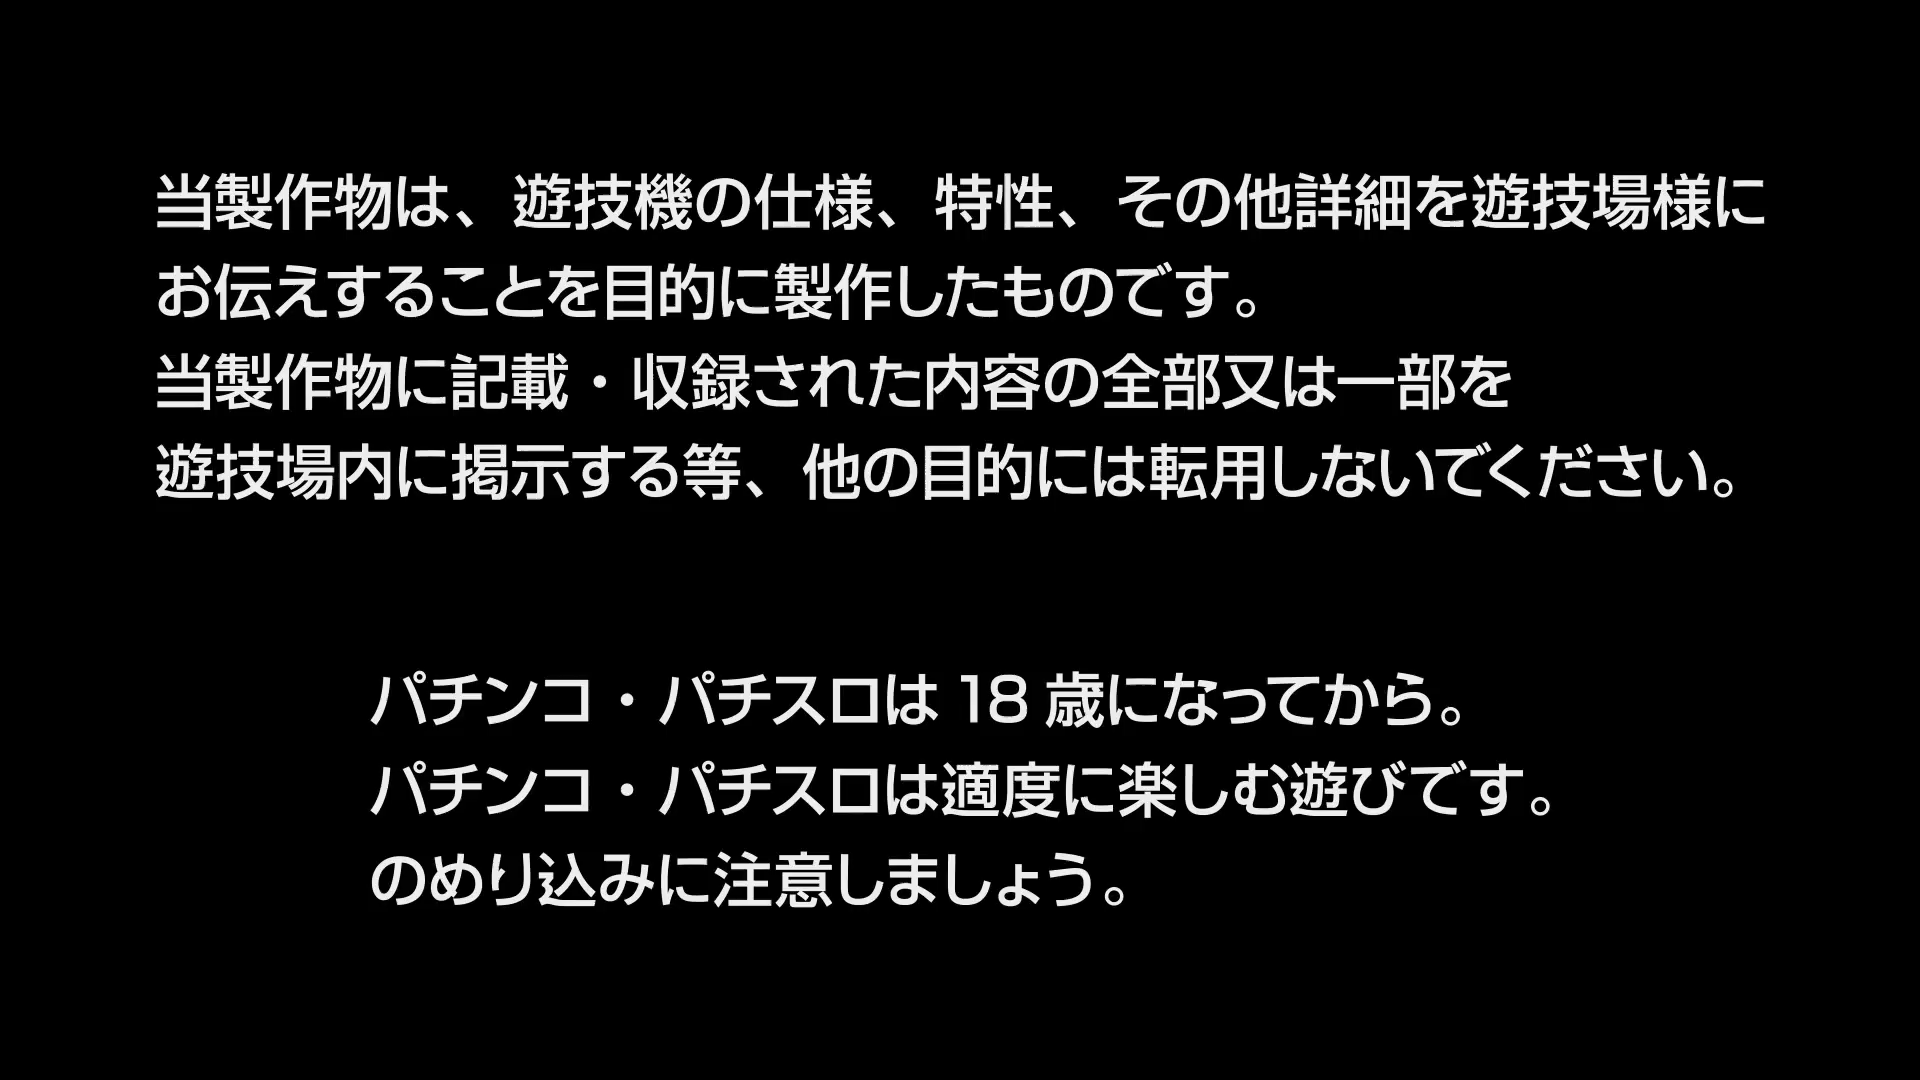 当製作物は、遊技機の仕様、特性、その他詳細を遊技場様に
お伝えすることを目的に製作したものです。
当製作物に記載・収録された内容の全部又は一部を
遊技場内に掲示する等、他の目的には転用しないでください。
パチンコ・パチスロは 18 歳になってから。
パチンコ・パチスロは適度に楽しむ遊びです。
のめり込みに注意しましょう。